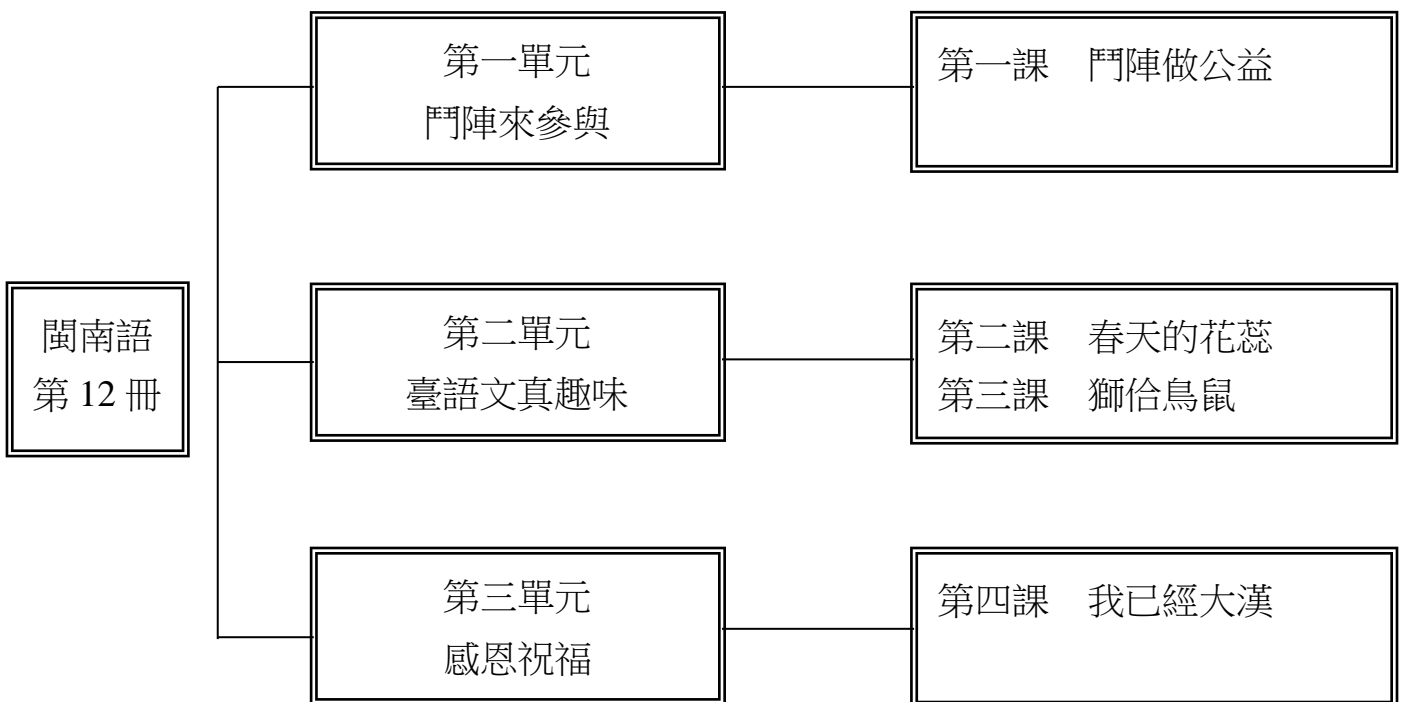 閩南語
第 12 冊
第一單元
鬥陣來參與
第一課　鬥陣做公益
第二單元
臺語文真趣味
第二課　春天的花蕊
第三課　獅佮鳥鼠
第三單元
感恩祝福
第四課　我已經大漢